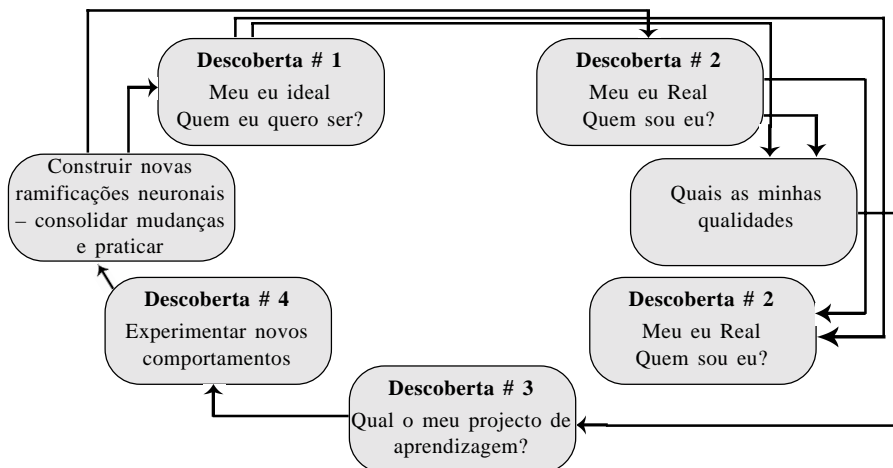 Descoberta # 1
Meu eu ideal
Quem eu quero ser?
Descoberta # 2
Meu eu Real
Quem sou eu?
Construir novas
ramificações neuronais
– consolidar mudanças
e praticar
Quais as minhas
qualidades
Descoberta # 4
Experimentar novos
comportamentos
Descoberta # 2
Meu eu Real
Quem sou eu?
Descoberta # 3
Qual o meu projecto de
aprendizagem?